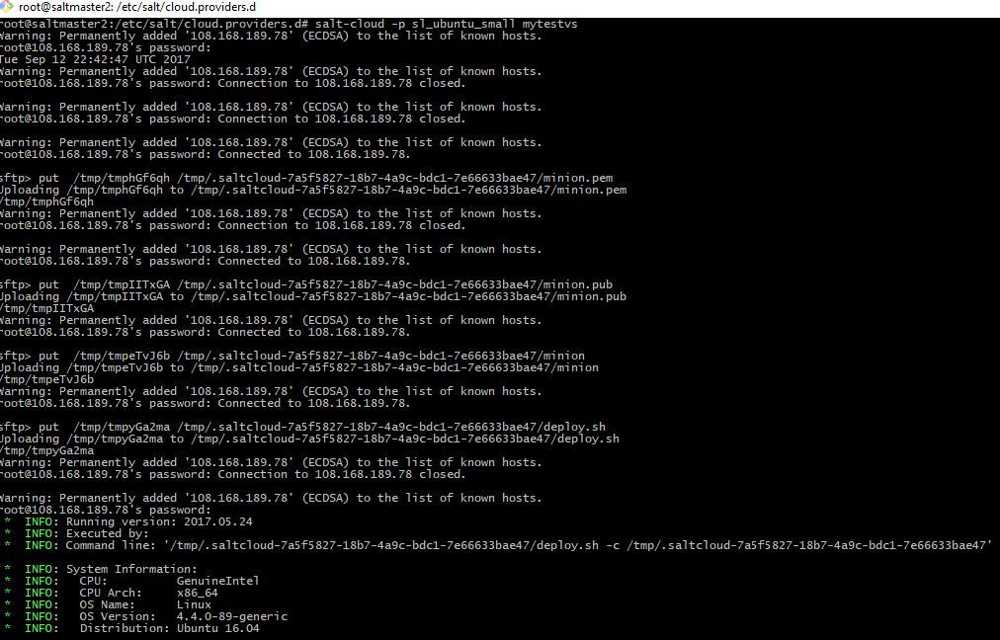 root@saltmaster2: /etc/salt/cloud.providers.d
root@saltmaster2:/etc/salt/cloud.providers.d# salt-cloud -p sl_ubuntu_small mytestvs
Warning: Permanently added '108.168.189.78' (ECDSA) to the list of known hosts.
root@108.168.189.78's password:
Tue Sep 12 22:42:47 UTC 2017
Warning: Permanently added '108.168.189.78' (ECDSA) to the list of known hosts.
root@108.168.189.78's password: Connection to 108.168.189.78 closed.
Warning: Permanently added '108.168.189.78' (ECDSA) to the list of known hosts.
root@108.168.189.78's password: Connection to 108.168.189.78 closed.
Warning: Permanently added '108.168.189.78' (ECDSA) to the list of known hosts.
root@108.168.189.78's password: Connected to 108.168.189.78.
sftp> put  /tmp/tmphGf6qh /tmp/.saltcloud-7a5f5827-18b7-4a9c-bdc1-7e66633bae47/minion.pem
Uploading /tmp/tmphGf6qh to /tmp/.saltcloud-7a5f5827-18b7-4a9c-bdc1-7e66633bae47/minion.pem
/tmp/tmphGf6qh
Warning: Permanently added '108.168.189.78' (ECDSA) to the list of known hosts.
root@108.168.189.78's password: Connection to 108.168.189.78 closed.
Warning: Permanently added '108.168.189.78' (ECDSA) to the list of known hosts.
root@108.168.189.78's password: Connected to 108.168.189.78.
sftp> put  /tmp/tmpIITxGA /tmp/.saltcloud-7a5f5827-18b7-4a9c-bdc1-7e66633bae47/minion.pub
Uploading /tmp/tmpIITxGA to /tmp/.saltcloud-7a5f5827-18b7-4a9c-bdc1-7e66633bae47/minion.pub
/tmp/tmpIITxGA
Warning: Permanently added '108.168.189.78' (ECDSA) to the list of known hosts.
root@108.168.189.78's password: Connected to 108.168.189.78.
sftp> put  /tmp/tmpeTvJ6b /tmp/.saltcloud-7a5f5827-18b7-4a9c-bdc1-7e66633bae47/minion
Uploading /tmp/tmpeTvJ6b to /tmp/.saltcloud-7a5f5827-18b7-4a9c-bdc1-7e66633bae47/minion
/tmp/tmpeTvJ6b
Warning: Permanently added '108.168.189.78' (ECDSA) to the list of known hosts.
root@108.168.189.78's password: Connected to 108.168.189.78.
sftp> put  /tmp/tmpyGa2ma /tmp/.saltcloud-7a5f5827-18b7-4a9c-bdc1-7e66633bae47/deploy.sh
Uploading /tmp/tmpyGa2ma to /tmp/.saltcloud-7a5f5827-18b7-4a9c-bdc1-7e66633bae47/deploy.sh
/tmp/tmpyGa2ma
Warning: Permanently added '108.168.189.78' (ECDSA) to the list of known hosts.
root@108.168.189.78's password: Connection to 108.168.189.78 closed.
Warning: Permanently added '108.168.189.78' (ECDSA) to the list of known hosts.
root@108.168.189.78's password:
 *  INFO: Running version: 2017.05.24
 *  INFO: Executed by:
 *  INFO: Command line: '/tmp/.saltcloud-7a5f5827-18b7-4a9c-bdc1-7e66633bae47/deploy.sh -c /tmp/.saltcloud-7a5f5827-18b7-4a9c-bdc1-7e66633bae47'
 *  INFO: System Information:
 *  INFO:   CPU:          GenuineIntel
 *  INFO:   CPU Arch:     x86_64
 *  INFO:   OS Name:      Linux
 *  INFO:   OS Version:   4.4.0-89-generic
 *  INFO:   Distribution: Ubuntu 16.04